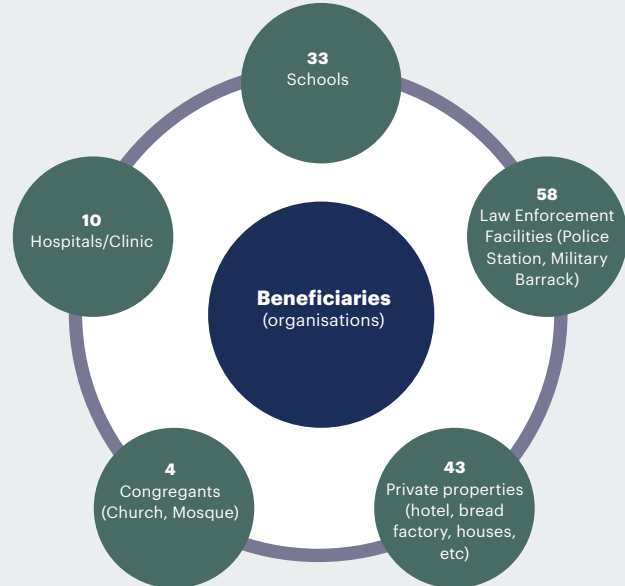 33
Schools
58
Law Enforcement
Facilities (Police
Station, Military
Barrack)
10
Hospitals/Clinic
Beneficiaries
(organisations)
4
Congregants
(Church, Mosque)
43
Private properties
(hotel, bread
factory, houses,
etc)